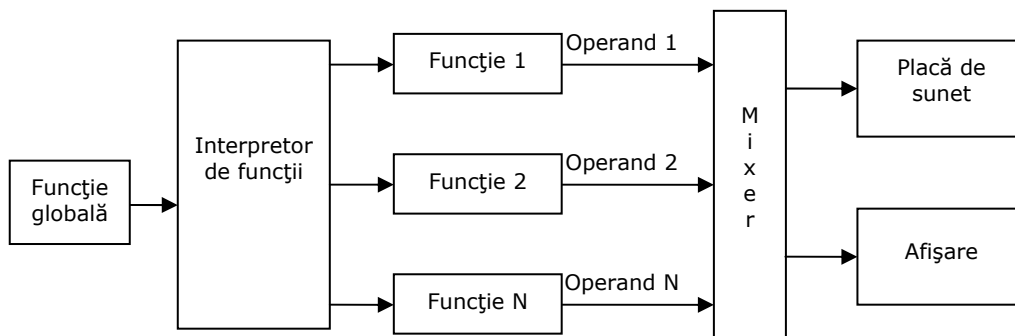 Funcţie
globală
Interpretor
de funcţii
Funcţie 1
Operand 1
Funcţie 2
Operand 2
Funcţie N
Operand N
M
i
x
e
r
Placă de
sunet
Afişare